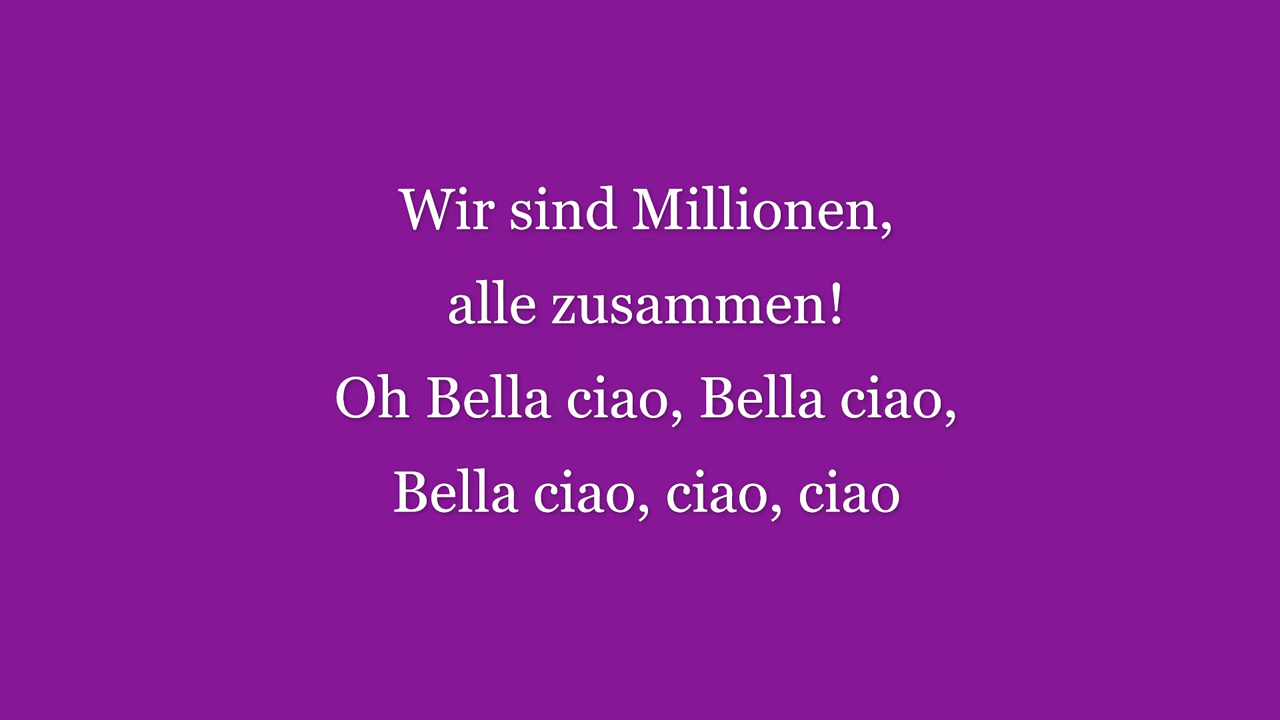 Wir sind Millionen,
alle zusammen!
Oh Bella ciao, Bella ciao,
Bella ciao, ciao, ciao